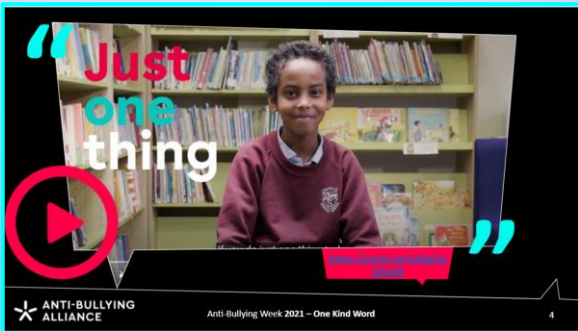 Just
one
thing
ANTI-BULLYING
ALLIANCE
Anti-Bullying Week 2021 – One Kind Word
4